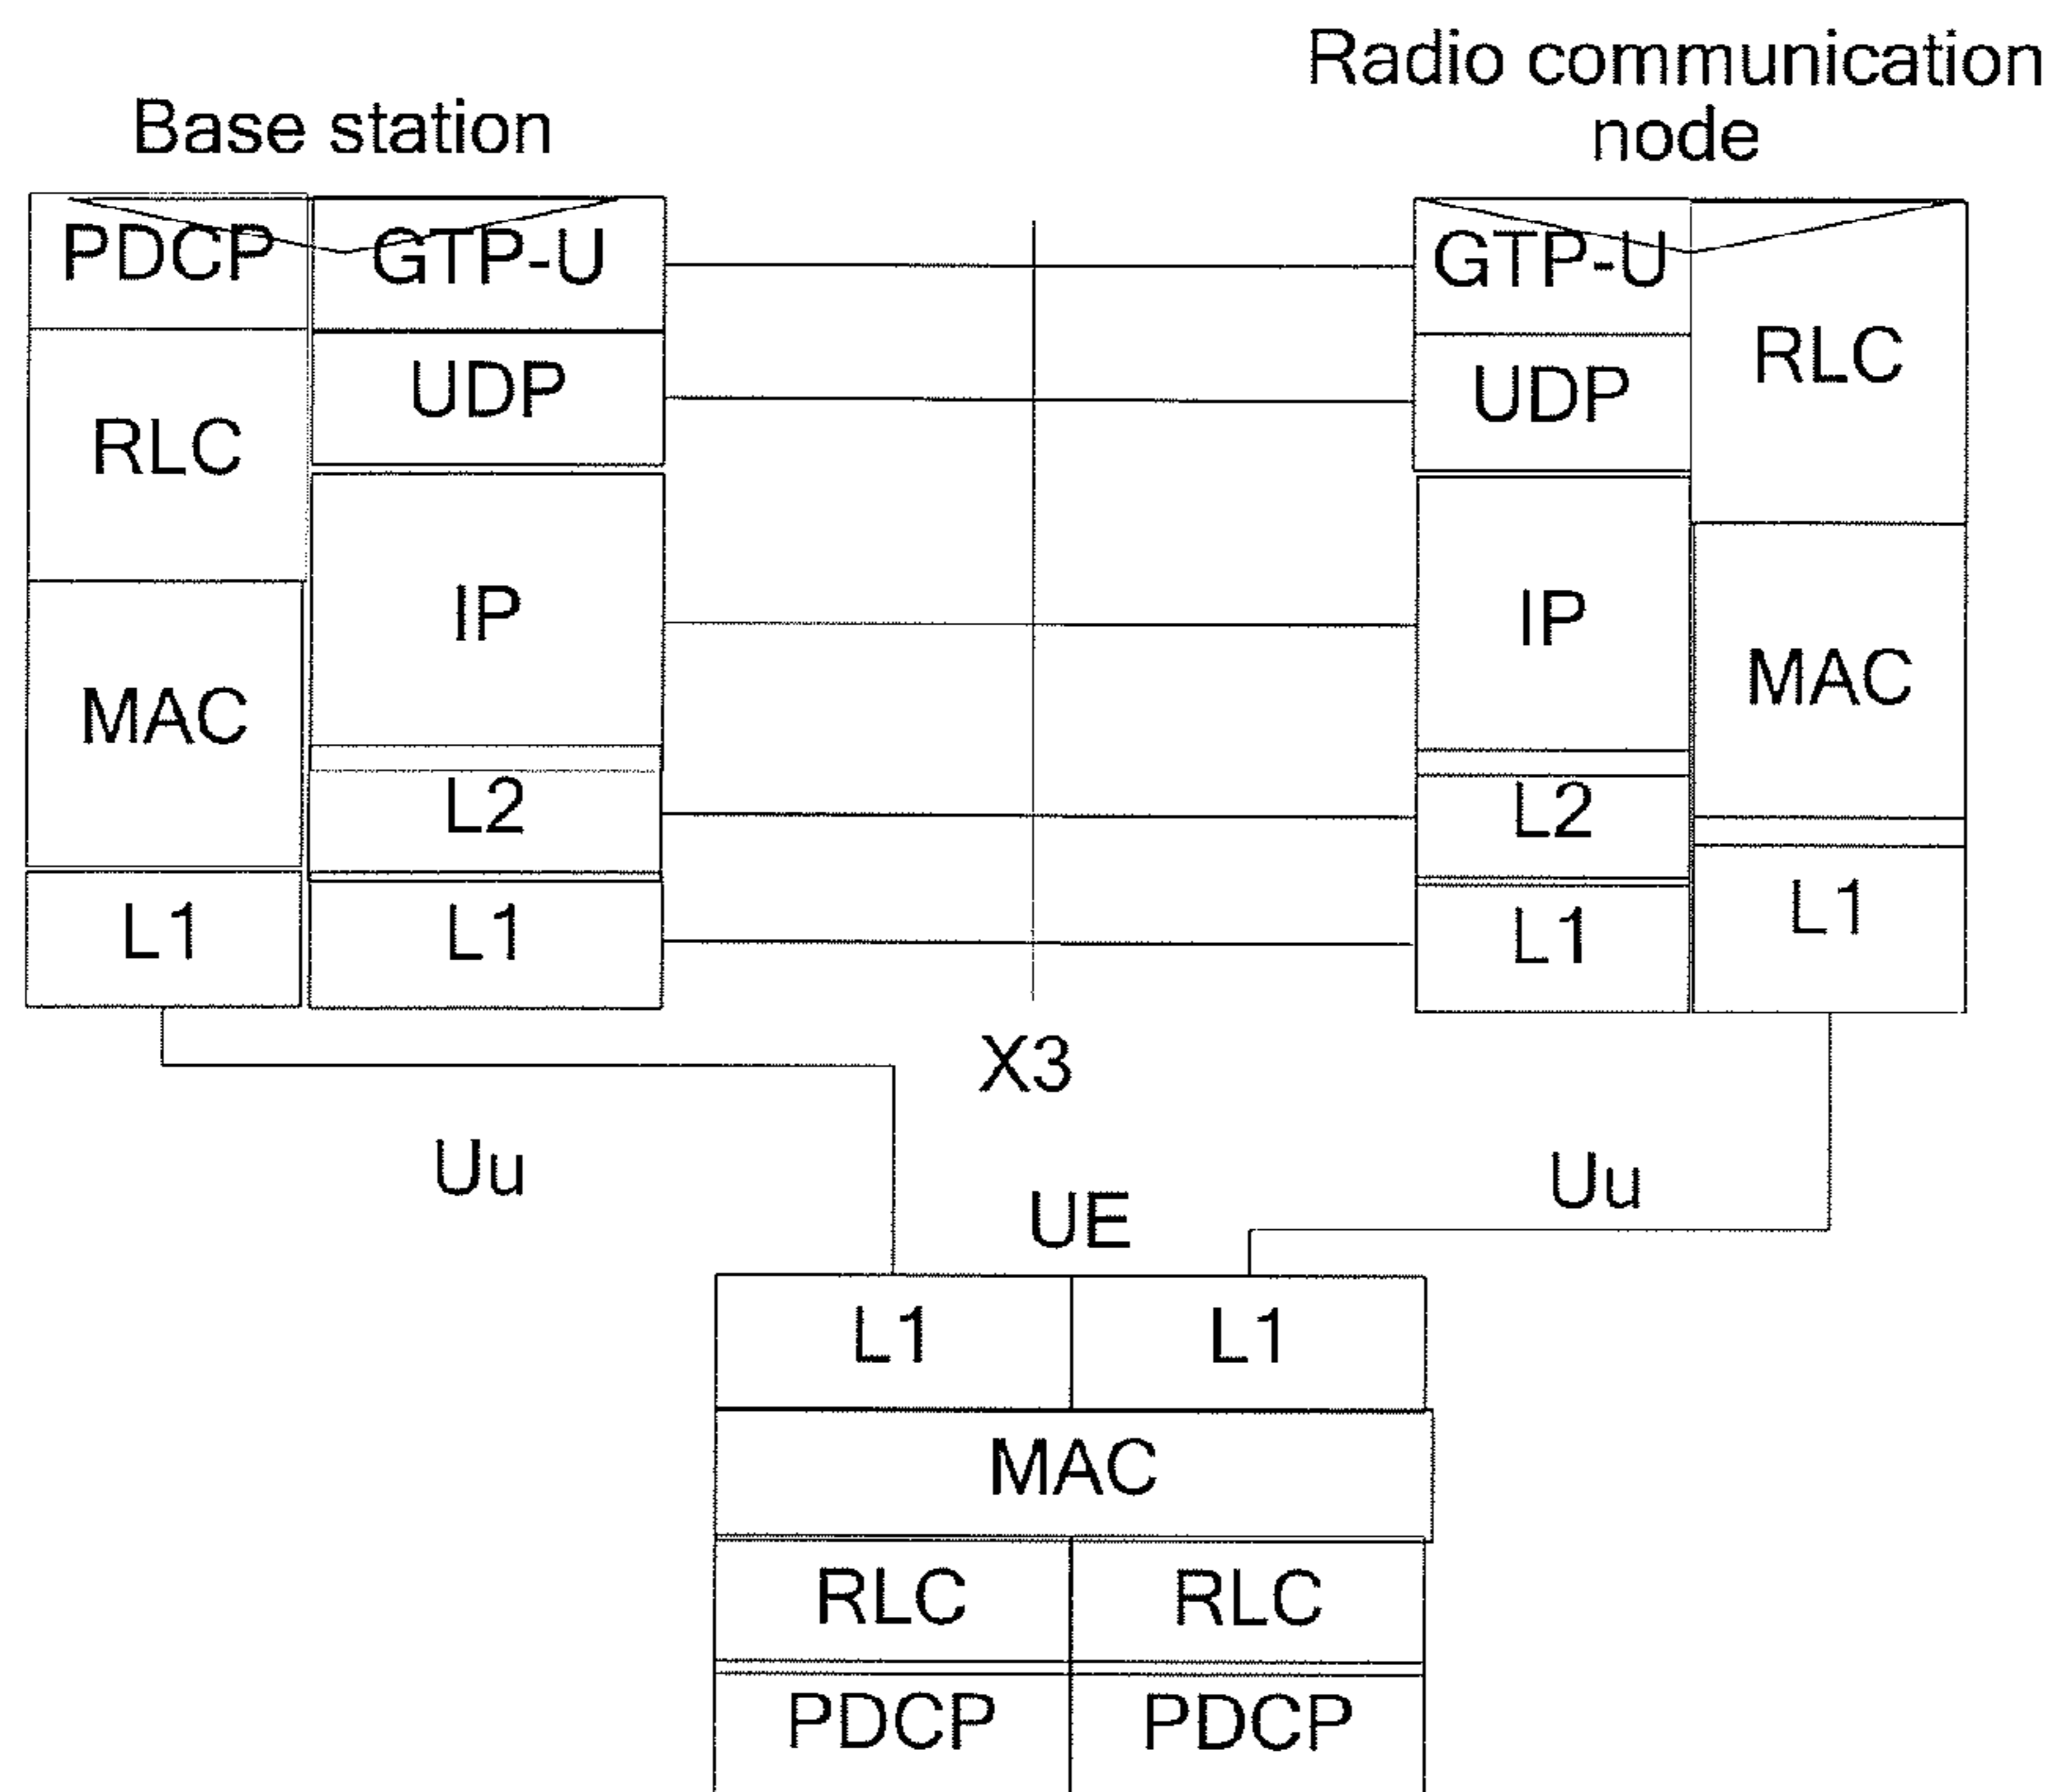 Radio communication
node
Base station
PDCP GTP-U GTP-U
RLC
UDP UDP
RLC
IP IP
MAC MAC
L2 L2
L1 L1 L1 L1
X3
Uu Uu
UE
L1 L1
MAC
RLC RLC
PDCP PDCP